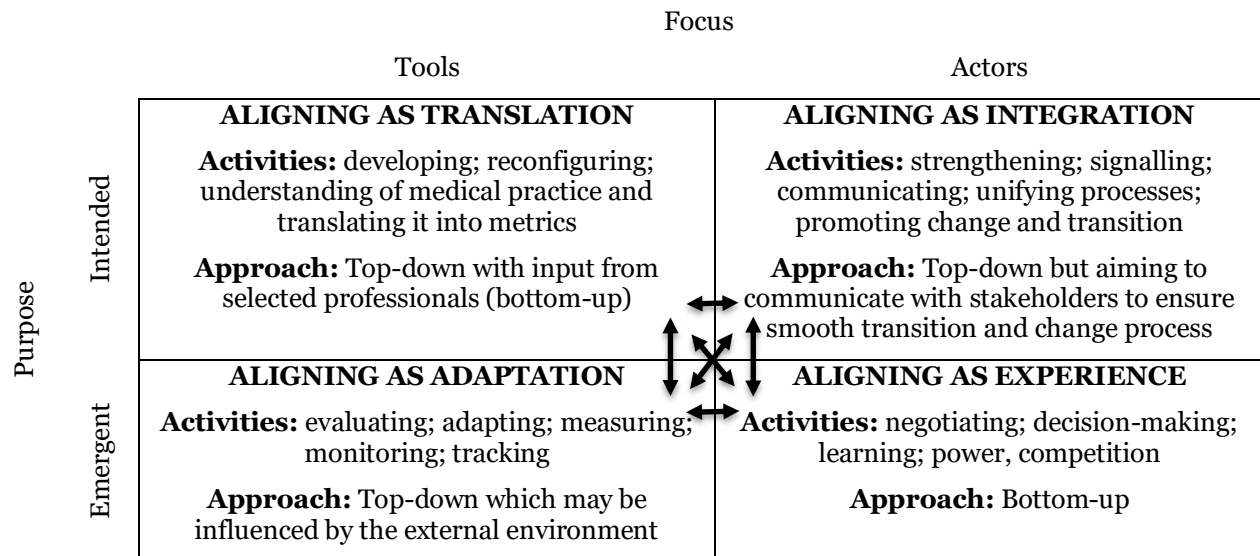 Focus
Tools
Actors
Purpose
Intended
ALIGNING AS TRANSLATION
Activities: developing; reconfiguring;
understanding of medical practice and
translating it into metrics
Approach: Top-down with input from
selected professionals (bottom-up)
ALIGNING AS INTEGRATION
Activities: strengthening; signalling;
communicating; unifying processes;
promoting change and transition
Approach: Top-down but aiming to
communicate with stakeholders to ensure
smooth transition and change process
Emergent
ALIGNING AS ADAPTATION
Activities: evaluating; adapting; measuring;
monitoring; tracking
Approach: Top-down which may be
influenced by the external environment
ALIGNING AS EXPERIENCE
Activities: negotiating; decision-making;
learning; power, competition
Approach: Bottom-up